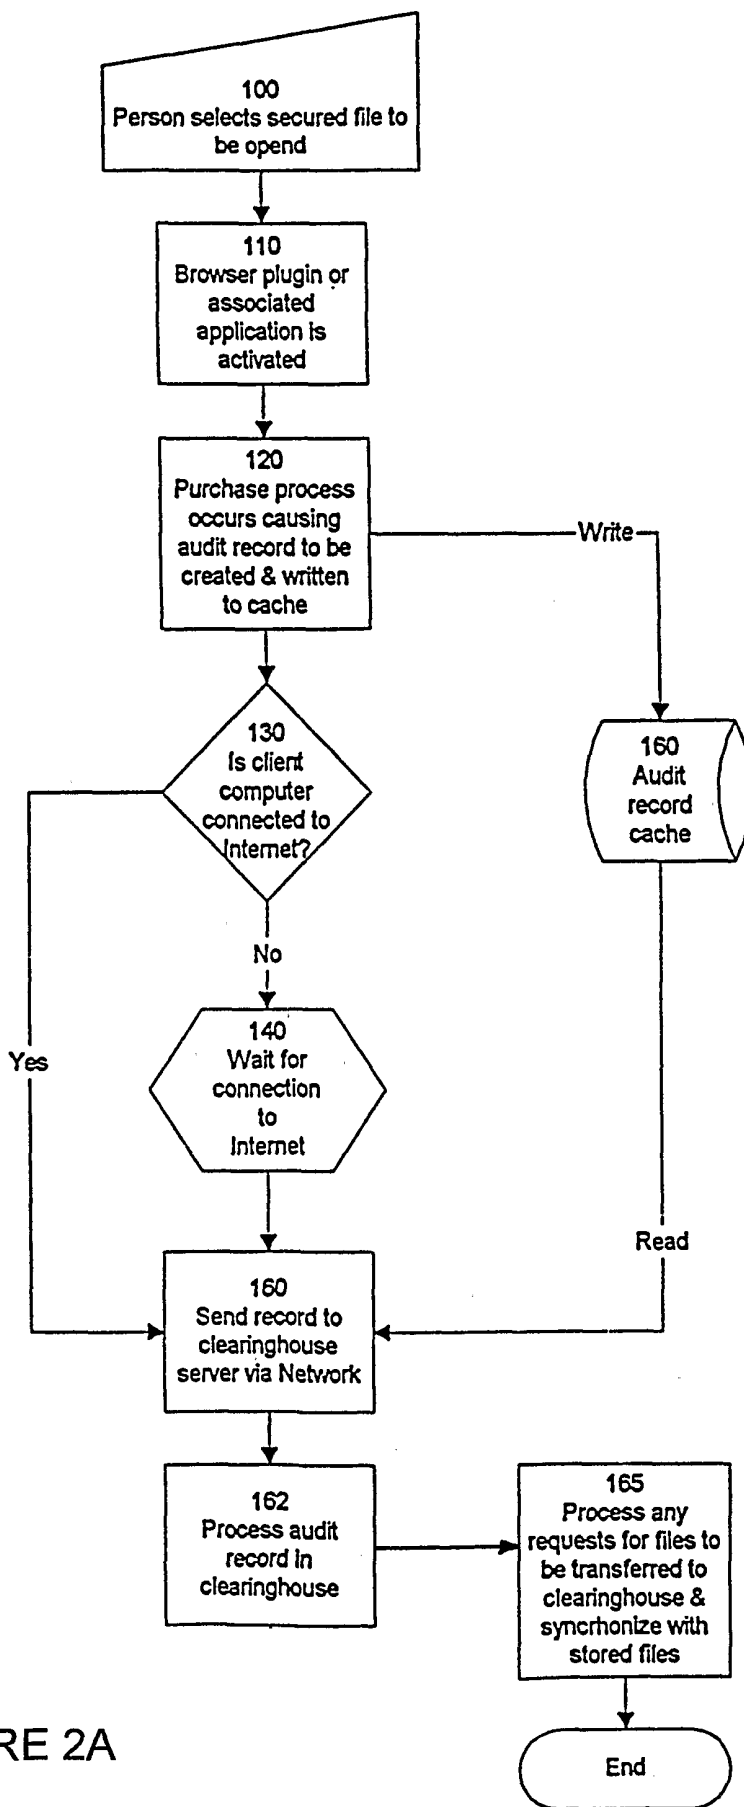 100
Person selects secured file to
be opend
110
Browser plugin or
associated
application is
activated
120
Purchase process
occurs causing
audit record to be
created & written
to cache
Write
130
Is client
computer
connected to
Internet?
160
Audit
record
cache
No
Yes
140
Wait for
connection
to
Internet
Read
160
Send record to
clearinghouse
server via Network
162
Process audit
record in
clearinghouse
165
Process any
requests for files to
be transferred to
clearinghouse &
syncrhonize with
stored files
End
RE 2A